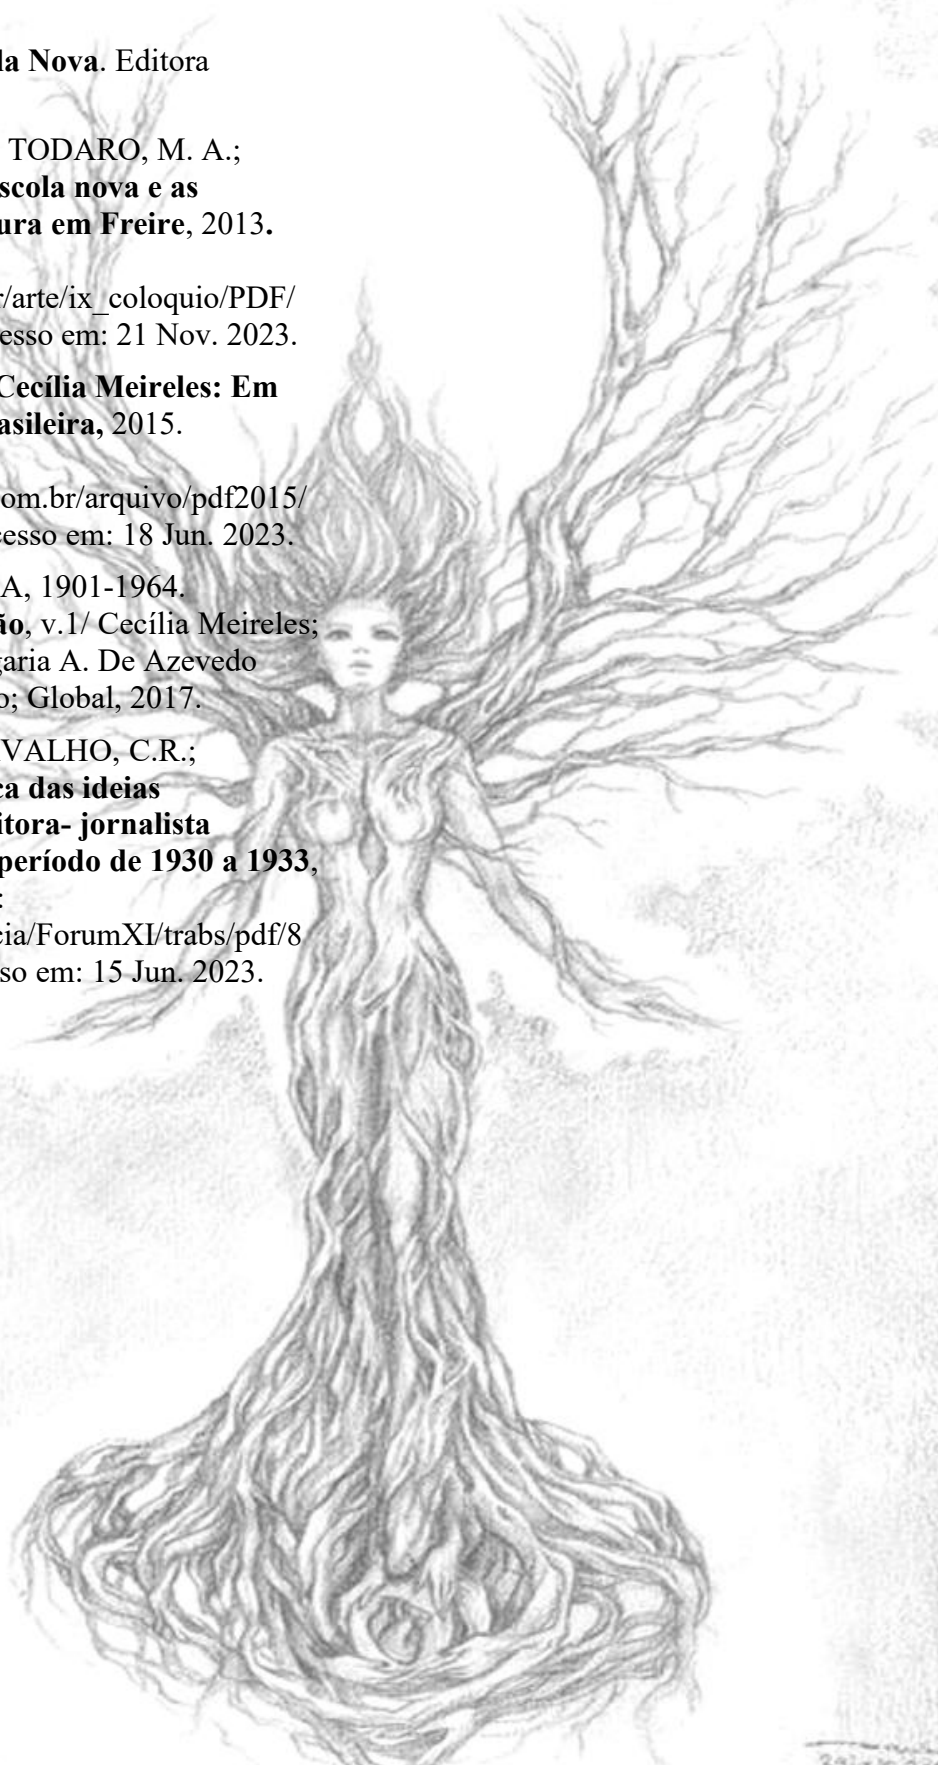 la Nova. Editora
TODARO, M. A.;
scola nova e as
ura em Freire, 2013.
r/arte/ix_coloquio/PDF/
esso em: 21 Nov. 2023.
Cecília Meireles: Em
asileira, 2015.
om.br/arquivo/pdf2015/
esso em: 18 Jun. 2023.
A, 1901-1964.
ão, v.1/ Cecília Meireles;
garia A. De Azevedo
o; Global, 2017.
VALHO, C.R.;
ca das ideias
itora- jornalista
período de 1930 a 1933,
:
cia/ForumXI/trabs/pdf/8
so em: 15 Jun. 2023.